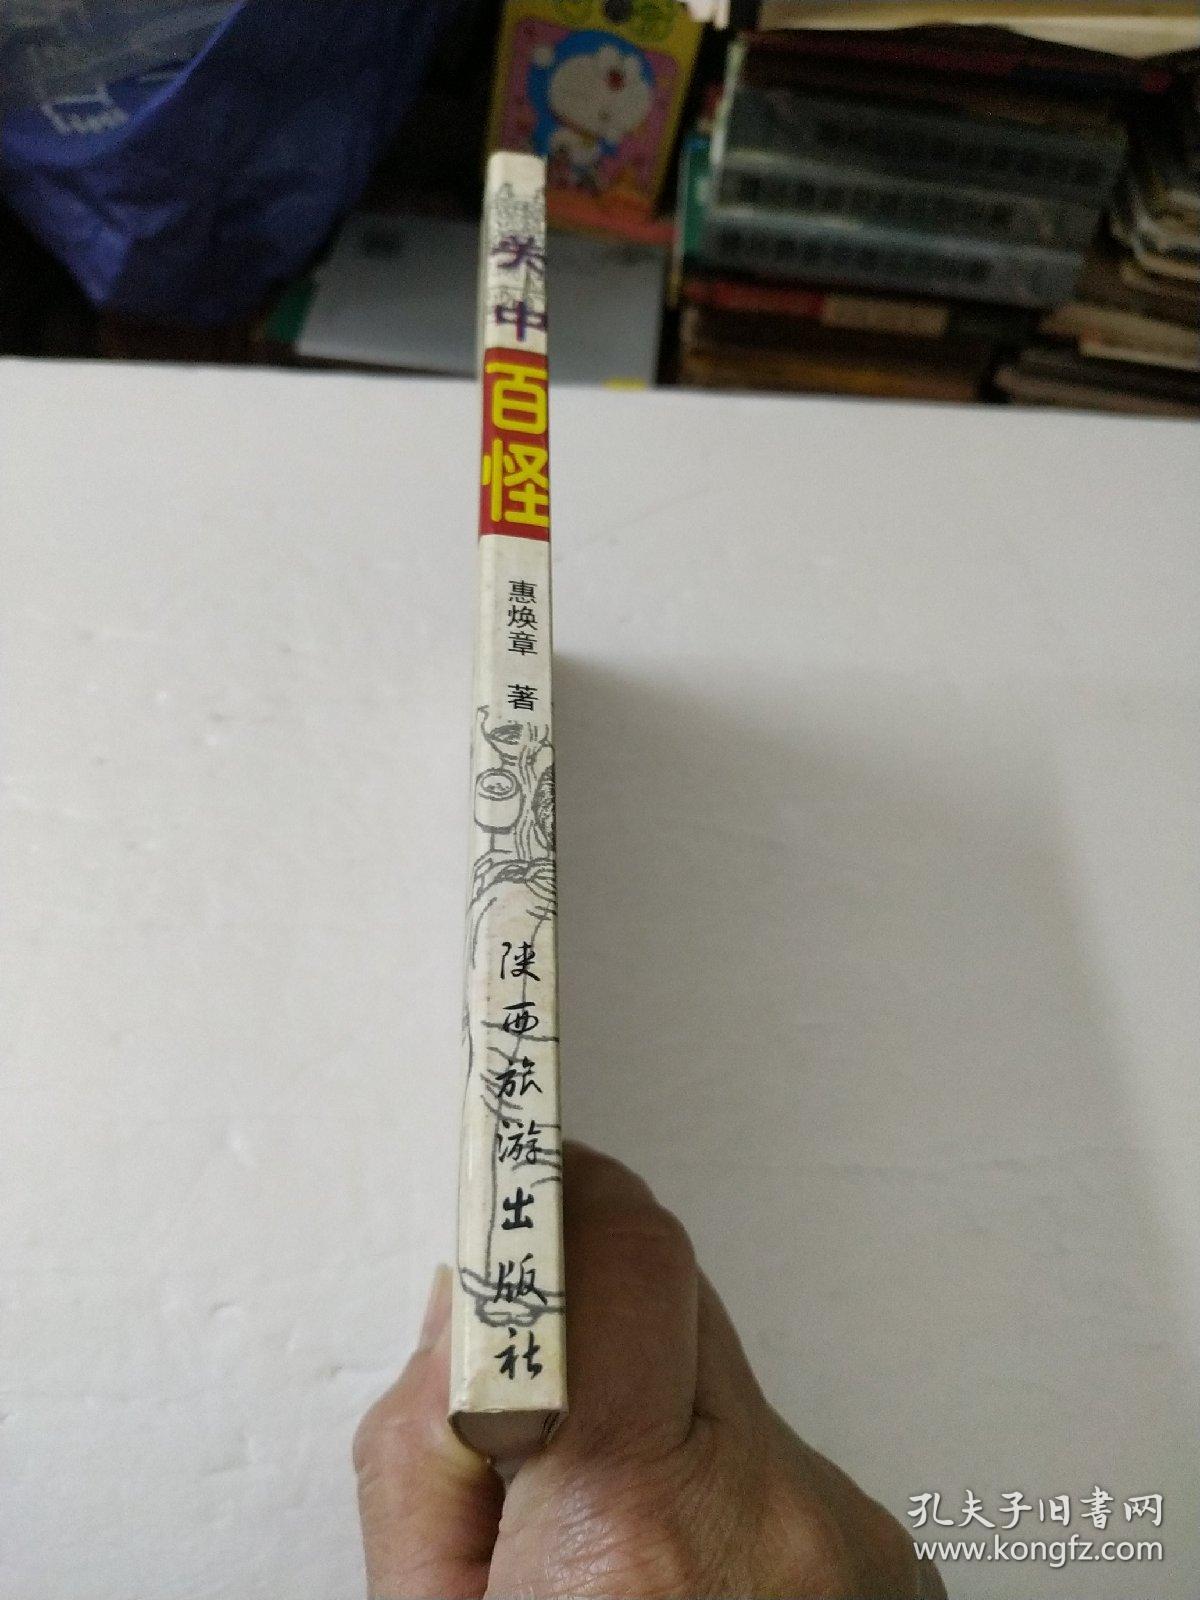 关中
百怪
惠焕章 著
陕西旅游出版社
孔夫子旧书网
www.kongfz.com